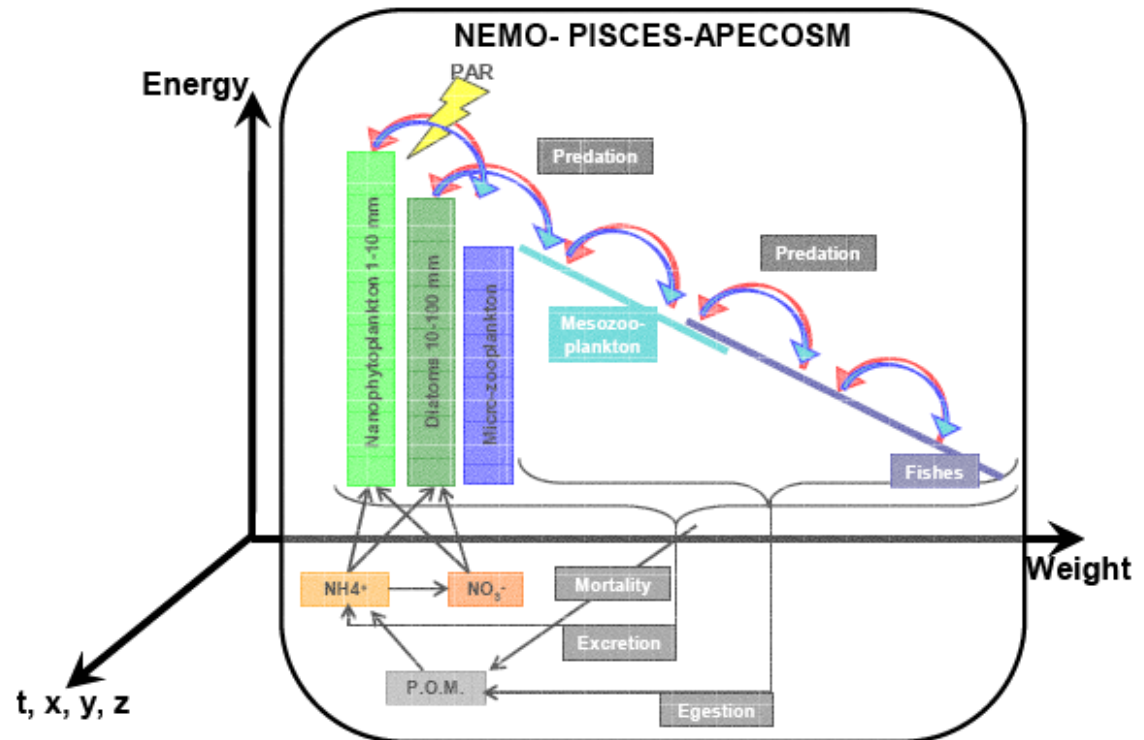 NEMO- PISCES-APECOSM
PAR
Energy
Predation
Predation
Nanophytoplankton 1-10 mm
Diatoms 10-100 mm
Micro-zooplankton
Mesozoo-
plankton
Fishes
Weight
NH4+
NO3-
Mortality
Excretion
P.O.M.
Egestion
t, x, y, z